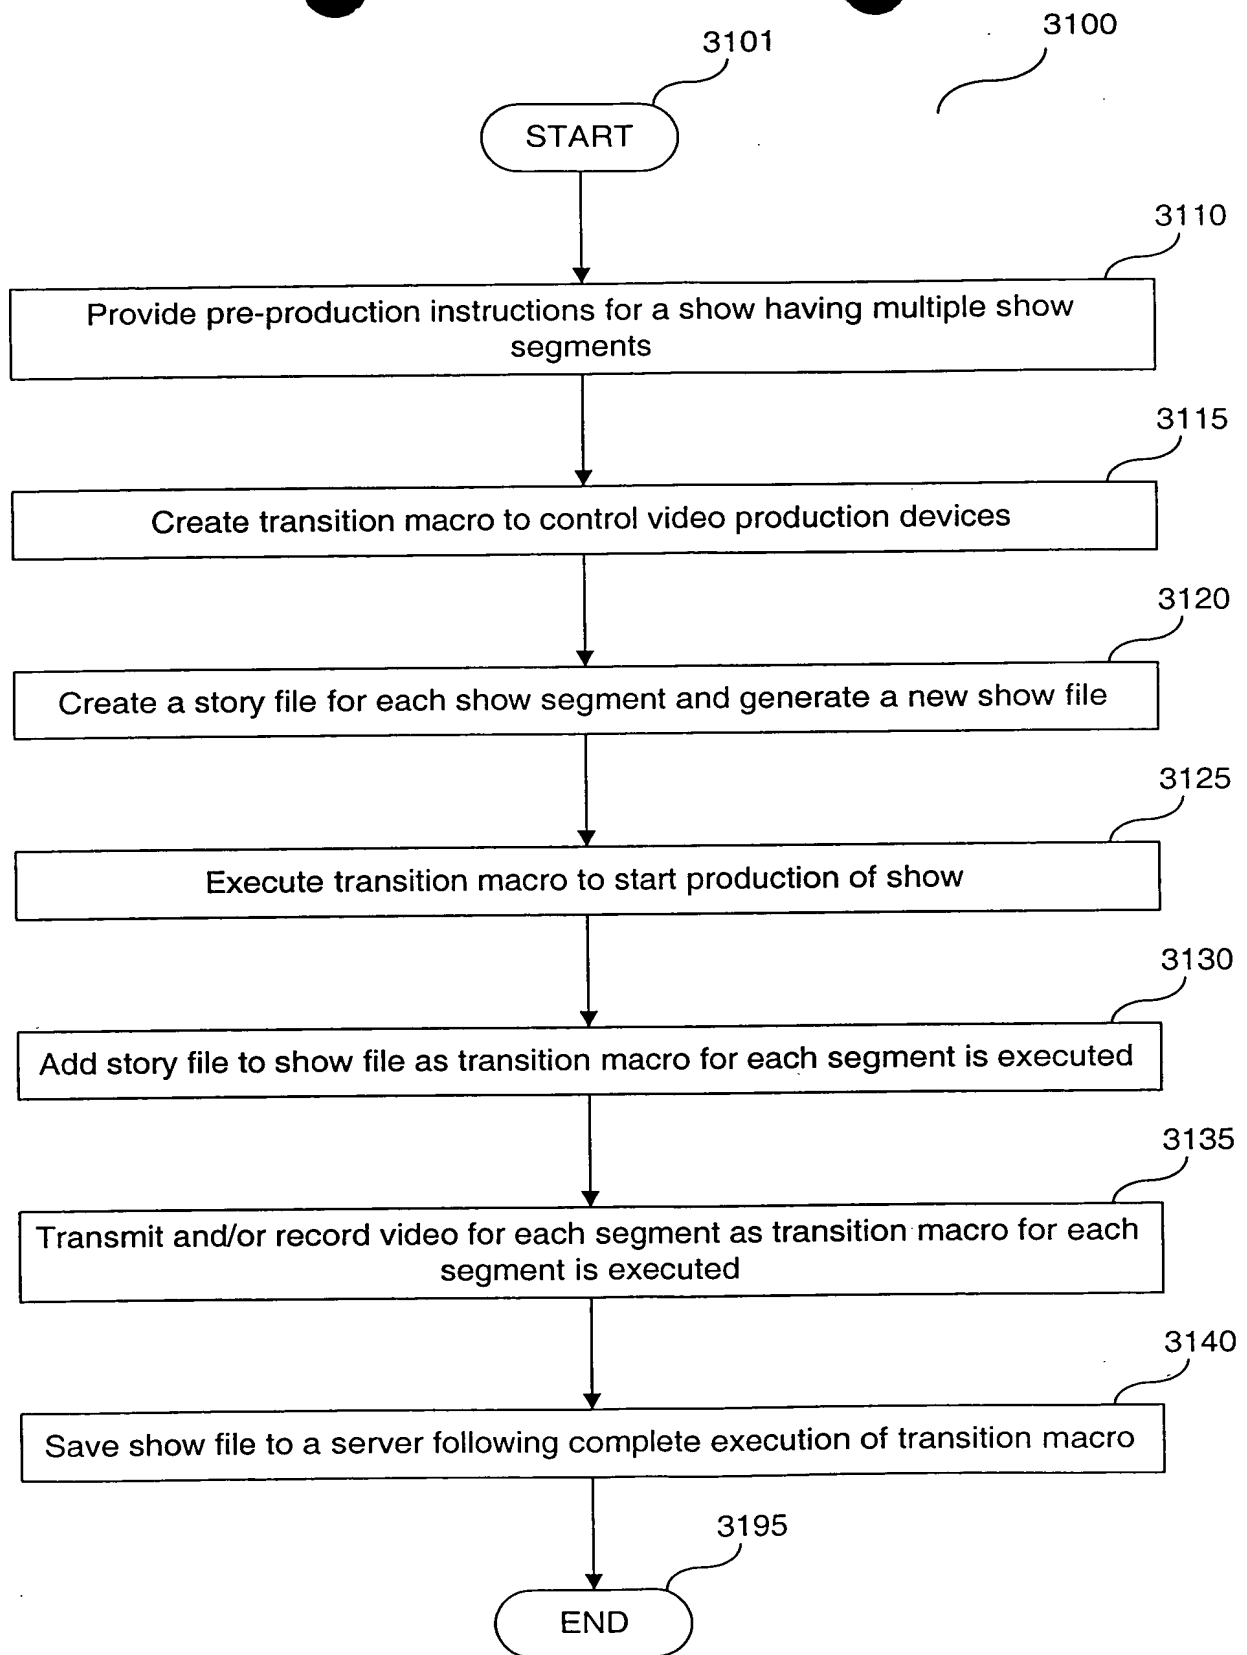 3101
3100
START
3110
Provide pre-production instructions for a show having multiple show
segments
3115
Create transition macro to control video production devices
3120
Create a story file for each show segment and generate a new show file
3125
Execute transition macro to start production of show
3130
Add story file to show file as transition macro for each segment is executed
3135
Transmit and/or record video for each segment as transition macro for each
segment is executed
3140
Save show file to a server following complete execution of transition macro
3195
END